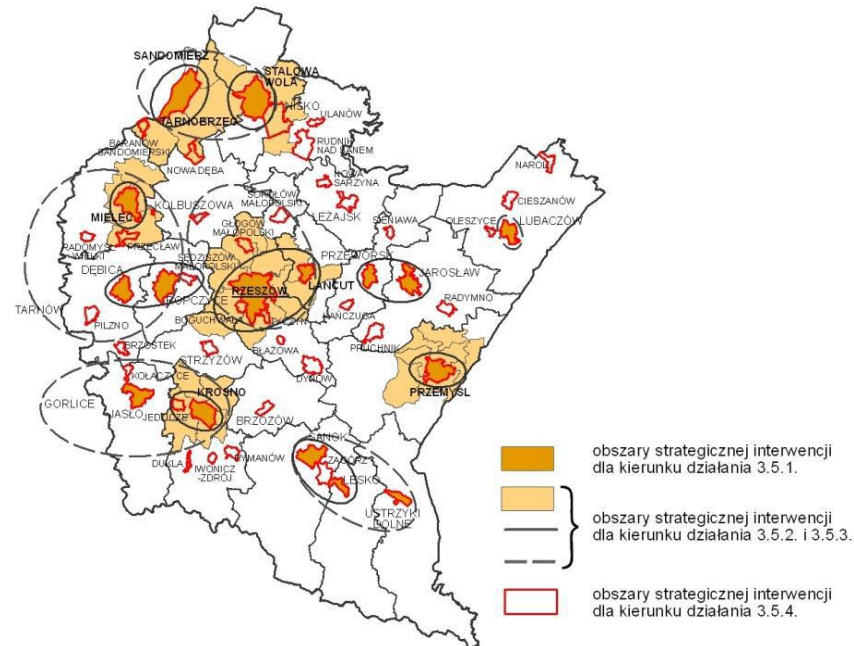 SANDOMIERZ
STALOWA
WOLA
NISKO
TARNOBRZEG
ULANÓW
BARANÓW
SANDOMIERSKI
RUDNIK
NAD SANEM
NOWA DĘBA
NAROL
NOWA
SARZYNA
CIESZANÓW
KOLBUSZOWA
SOKOŁÓW
MAŁOPOLSKI
LEŻAJSK
OLESZYCE
LUBACZÓW
MIELEC
GŁOGÓW
MAŁOPOLSKI
SIENIAWA
RADOMYŚL
WIELKI
PRZECŁAW
SĘDZISZÓW
MAŁOPOLSKI
PRZEWORSK
DĘBICA
ROPCZYCE
RZESZÓW
ŁAŃCUT
JAROSŁAW
TARNÓW
PILZNO
BOGUCHWAŁA
TYCZYN
KAŃCZUGA
RADYMNO
BRZOSTEK
STRZYŻÓW
BŁAŻOWA
PRUCHNIK
KOŁACZYCE
DYNÓW
GORLICE
JASŁO
JEDLICZE
KROSNO
BRZOZÓW
PRZEMYŚL
SANOK
ZAGÓRZ
DUKLA
IWONICZ
-ZDRÓJ
RYMANÓW
LESKO
USTRZYKI
DOLNE
obszary strategicznej interwencji
dla kierunku działania 3.5.1.
obszary strategicznej interwencji
dla kierunku działania 3.5.2. i 3.5.3.
obszary strategicznej interwencji
dla kierunku działania 3.5.4.